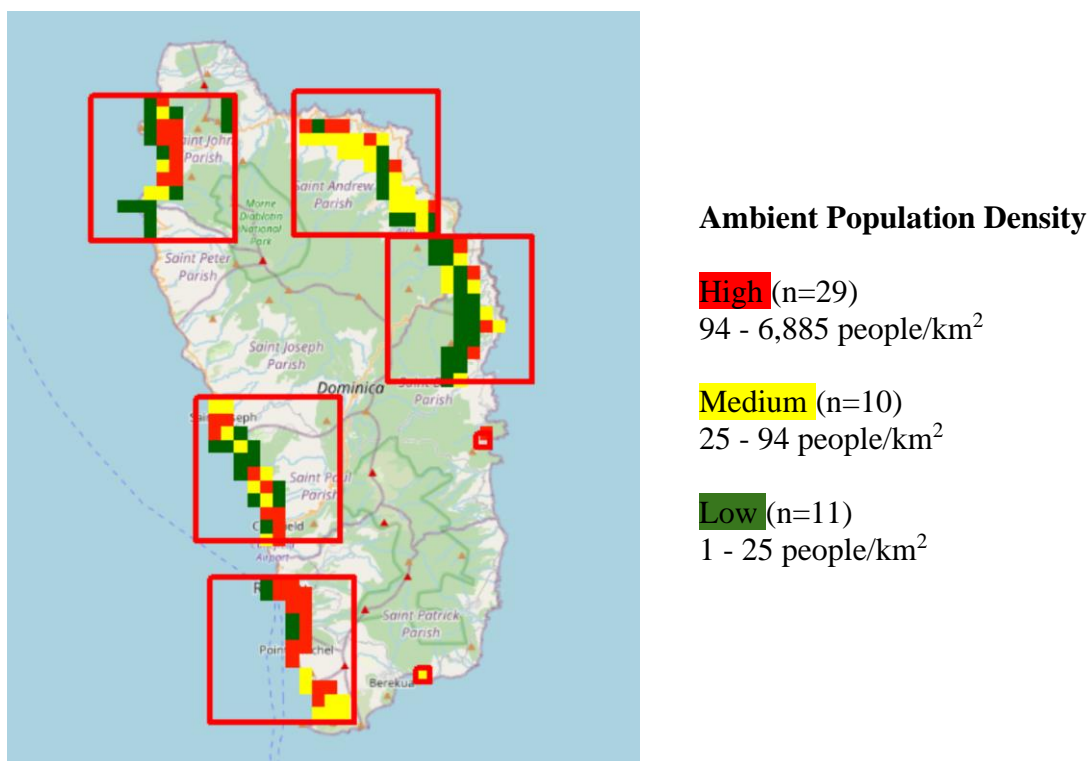 Saint John
Parish
Saint Andrew
Parish
Morne
Diablotin
National
Park
Saint Peter
Parish
Saint Joseph
Parish
Dominica
Parish
Saint Paul
Parish
Airport
Saint Patrick
Parish
Berekua
Ambient Population Density
High (n=29)
94 - 6,885 people/km²
Medium (n=10)
25 - 94 people/km²
Low (n=11)
1 - 25 people/km²